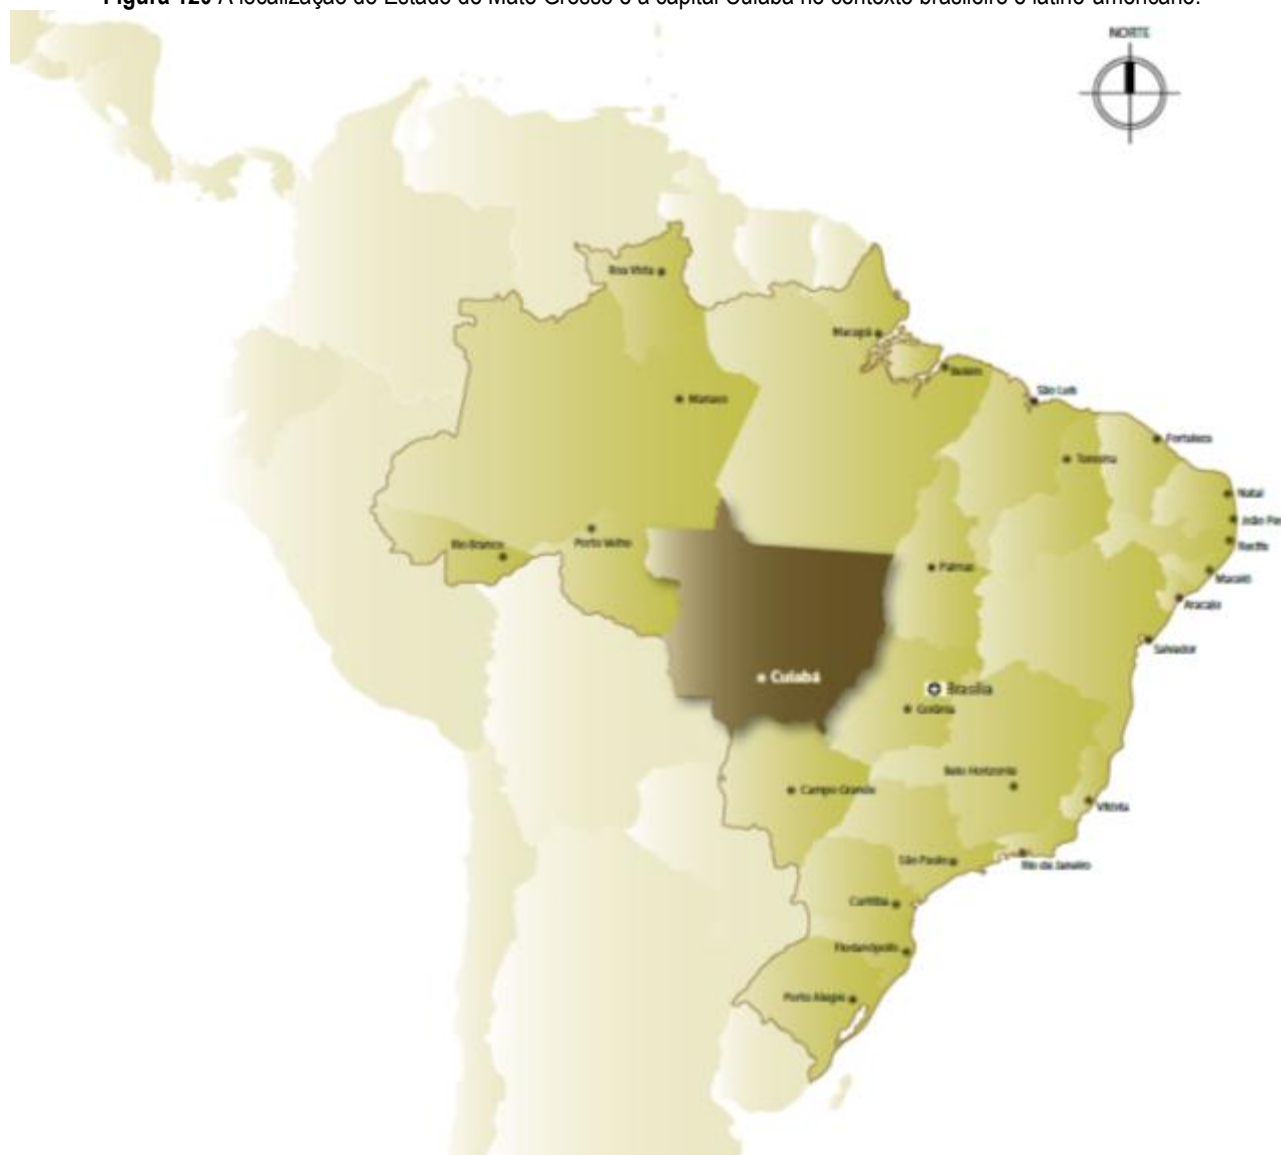 Figura 120 A localização do Estado de Mato Grosso e a capital Cuiabá no contexto brasileiro e latino-americano.
NORTE
Boa Vista
Macapá
Belém
São Luís
Manaus
Fortaleza
Teresina
Natal
João Pe
Recife
Rio Branco
Porto Velho
Palmas
Maceió
Aracaju
Salvador
Cuiabá
Brasília
Goiânia
Belo Horizonte
Campo Grande
Vitória
São Paulo
Rio de Janeiro
Curitiba
Florianópolis
Porto Alegre